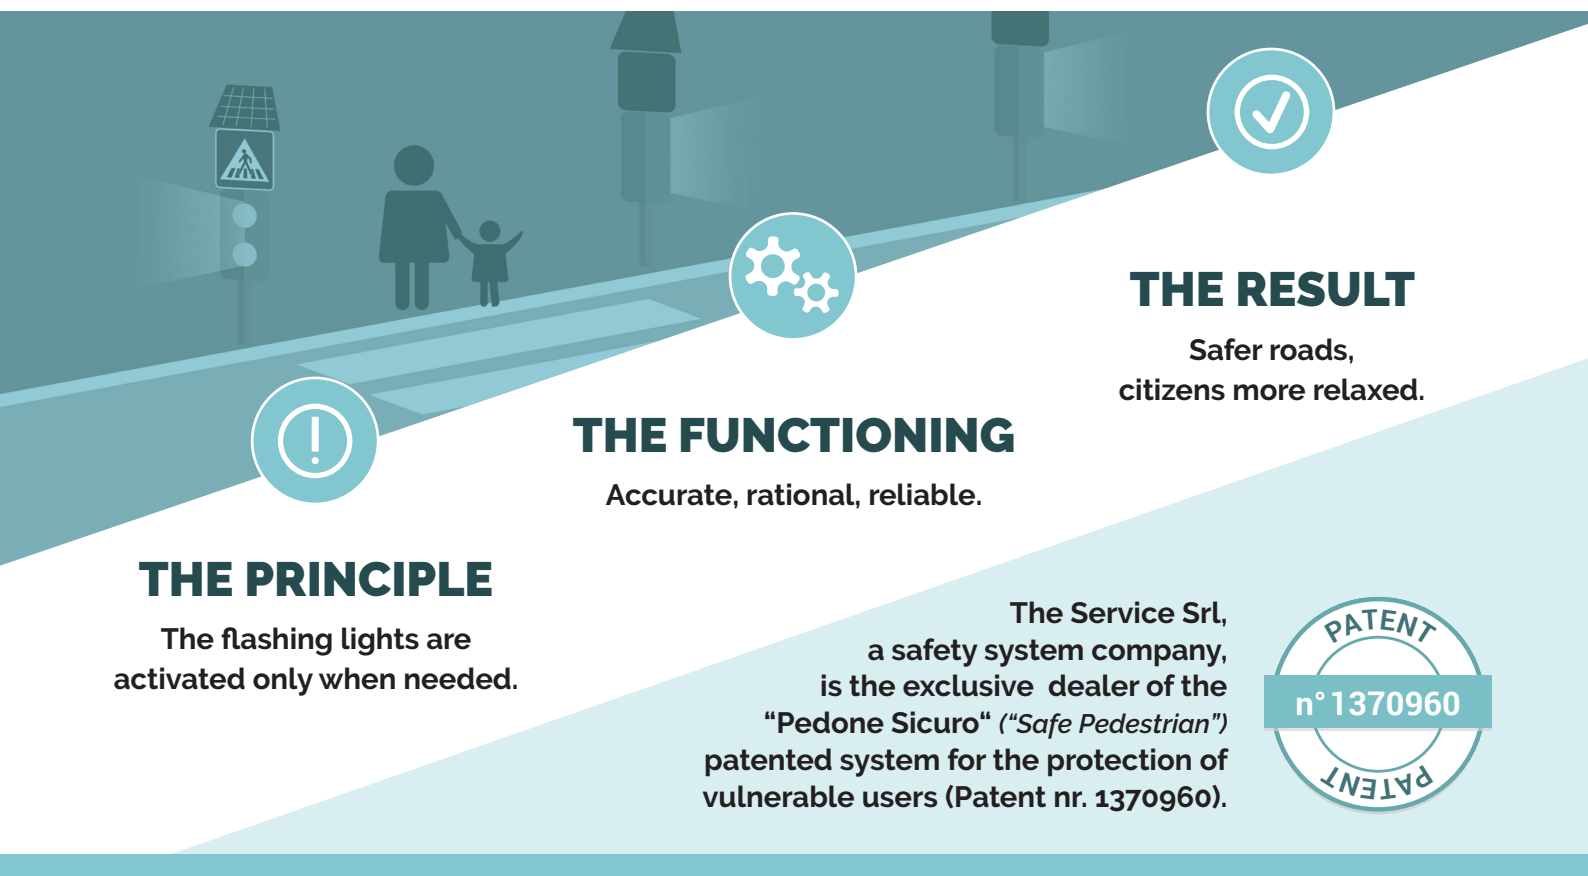 THE RESULT
Safer roads,
citizens more relaxed.
THE FUNCTIONING
Accurate, rational, reliable.
THE PRINCIPLE
The flashing lights are
activated only when needed.
The Service Srl,
a safety system company,
is the exclusive  dealer of the
“Pedone Sicuro“ (“Safe Pedestrian”)
patented system for the protection of
vulnerable users (Patent nr. 1370960).
PATENT
n° 1370960
PATENT